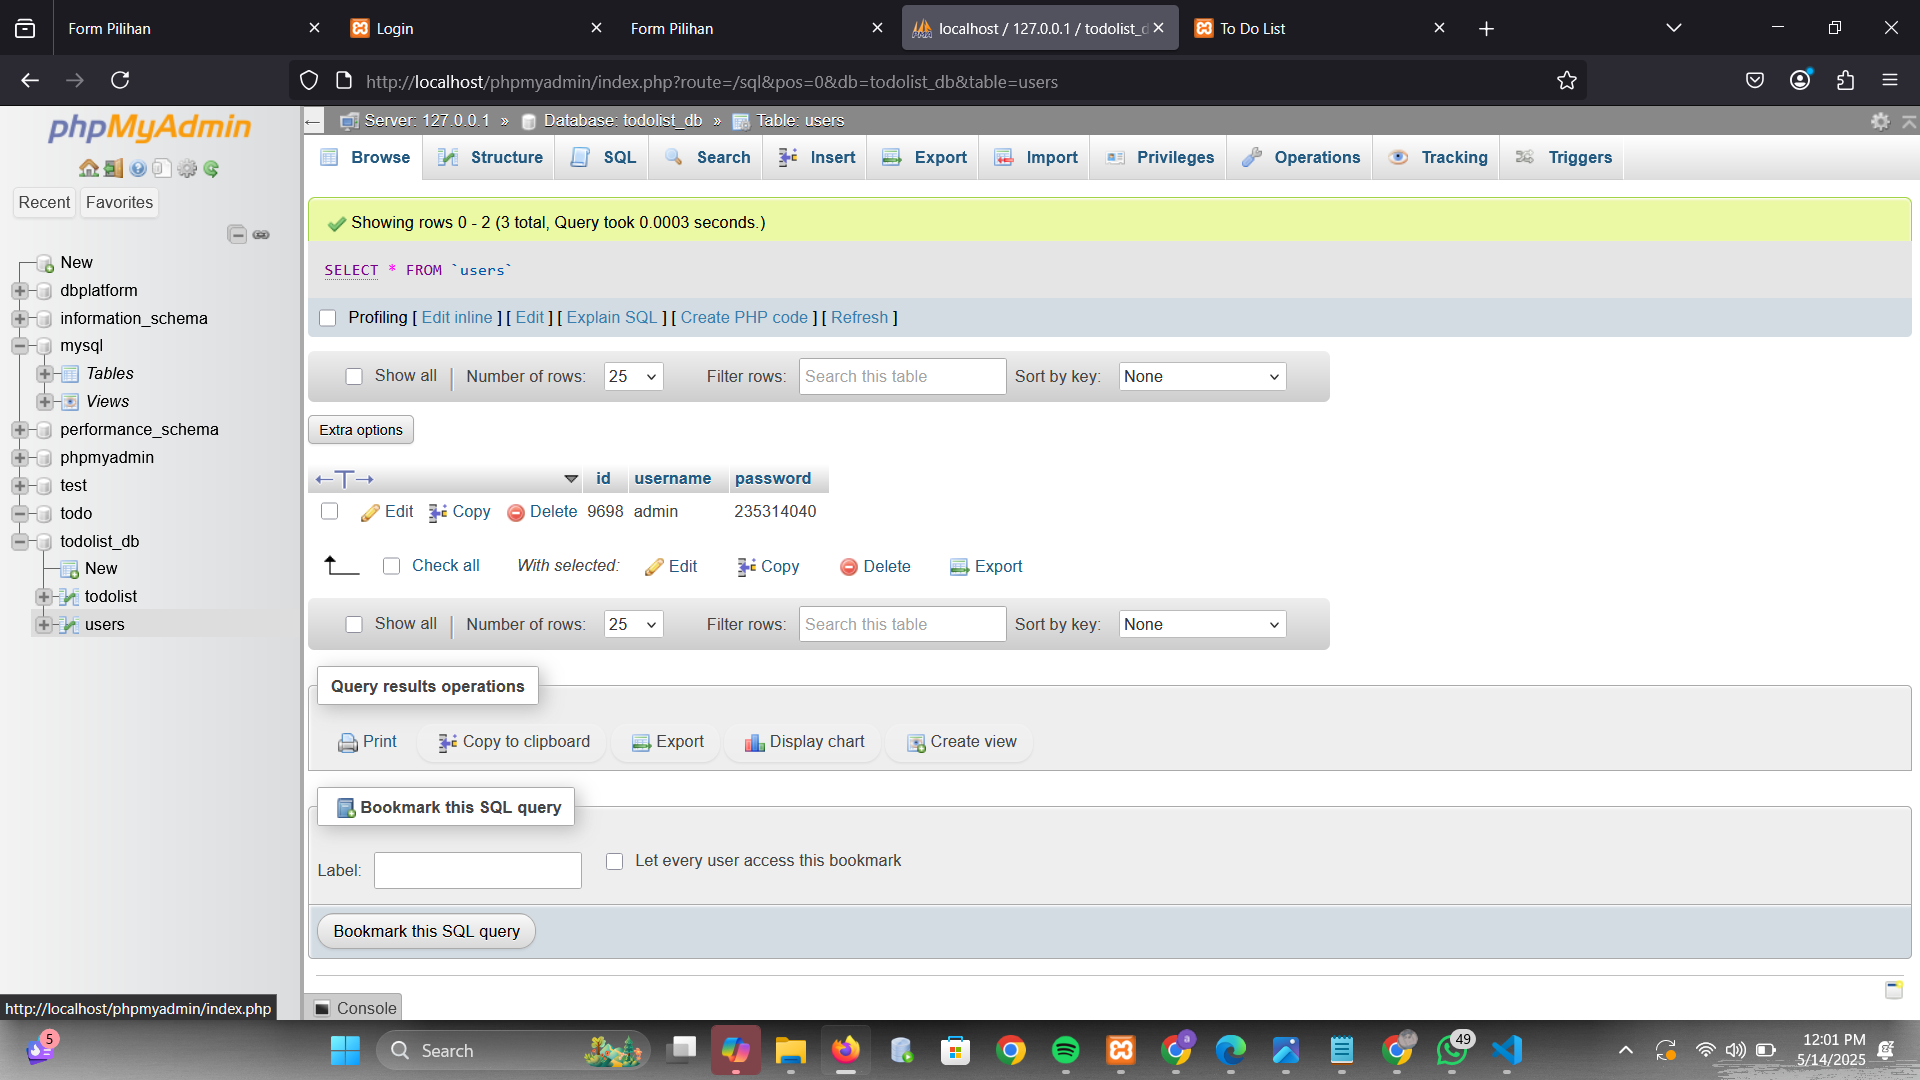 Form Pilihan
Login
Form Pilihan
localhost / 127.0.0.1 / todolist_d
To Do List
http://localhost/phpmyadmin/index.php?route=/sql&pos=0&db=todolist_db&table=users
phpMyAdmin
Recent
Favorites
New
dbplatform
information_schema
mysql
Tables
Views
performance_schema
phpmyadmin
test
todo
todolist_db
New
todolist
users
http://localhost/phpmyadmin/index.php
Server: 127.0.0.1 » Database: todolist_db » Table: users
Browse Structure SQL Search Insert Export Import Privileges Operations Tracking Triggers
Showing rows 0 - 2 (3 total, Query took 0.0003 seconds.)
SELECT * FROM `users`
Profiling [ Edit inline ] [ Edit ] [ Explain SQL ] [ Create PHP code ] [ Refresh ]
Show all Number of rows: 25 Filter rows: Search this table Sort by key: None
Extra options
id username password
Edit Copy Delete 9698 admin 235314040
Check all With selected: Edit Copy Delete Export
Show all Number of rows: 25 Filter rows: Search this table Sort by key: None
Query results operations
Print Copy to clipboard Export Display chart Create view
Bookmark this SQL query
Label: Let every user access this bookmark
Bookmark this SQL query
Console
5
Search
49
12:01 PM
5/14/2025